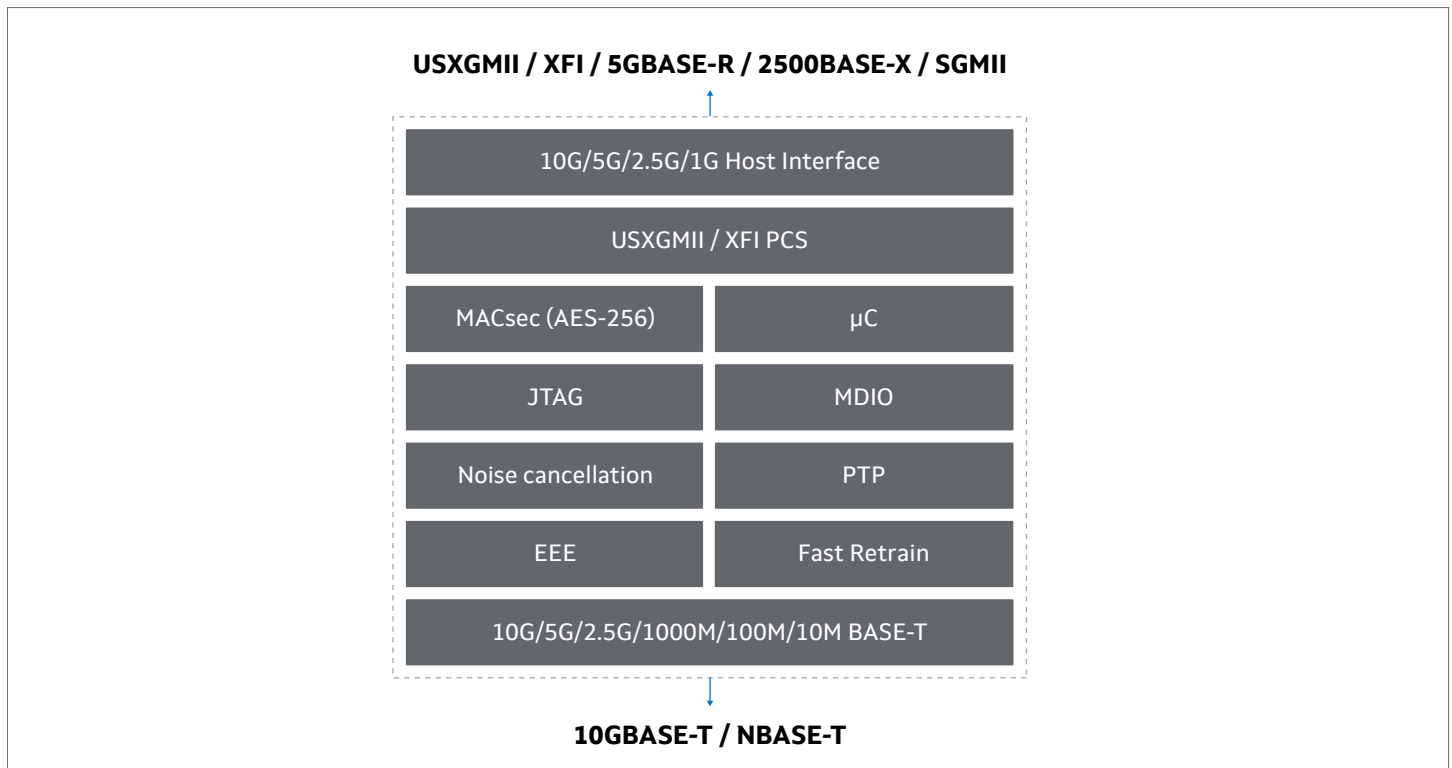 USXGMII / XFI / 5GBASE-R / 2500BASE-X / SGMII
10G/5G/2.5G/1G Host Interface
USXGMII / XFI PCS
MACsec (AES-256)
µC
JTAG
MDIO
Noise cancellation
PTP
EEE
Fast Retrain
10G/5G/2.5G/1000M/100M/10M BASE-T
10GBASE-T / NBASE-T